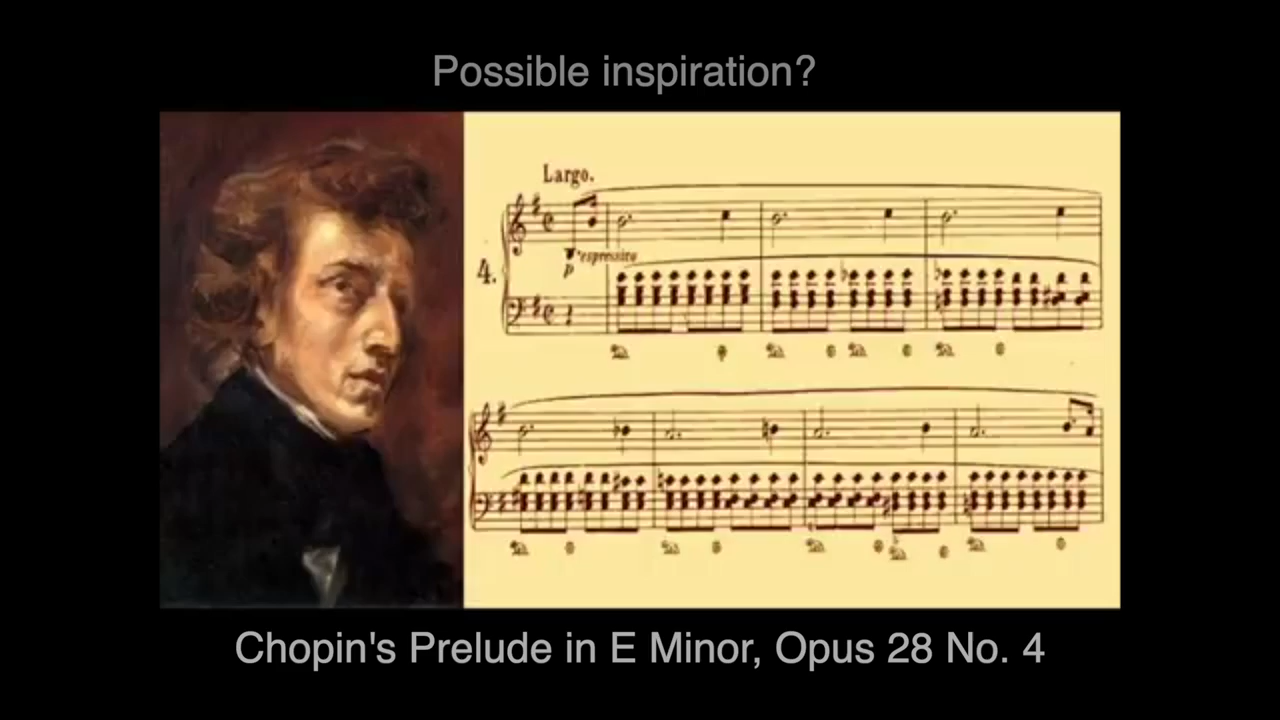 Possible inspiration?
Largo.
4.
espressivo
p
Chopin's Prelude in E Minor, Opus 28 No. 4